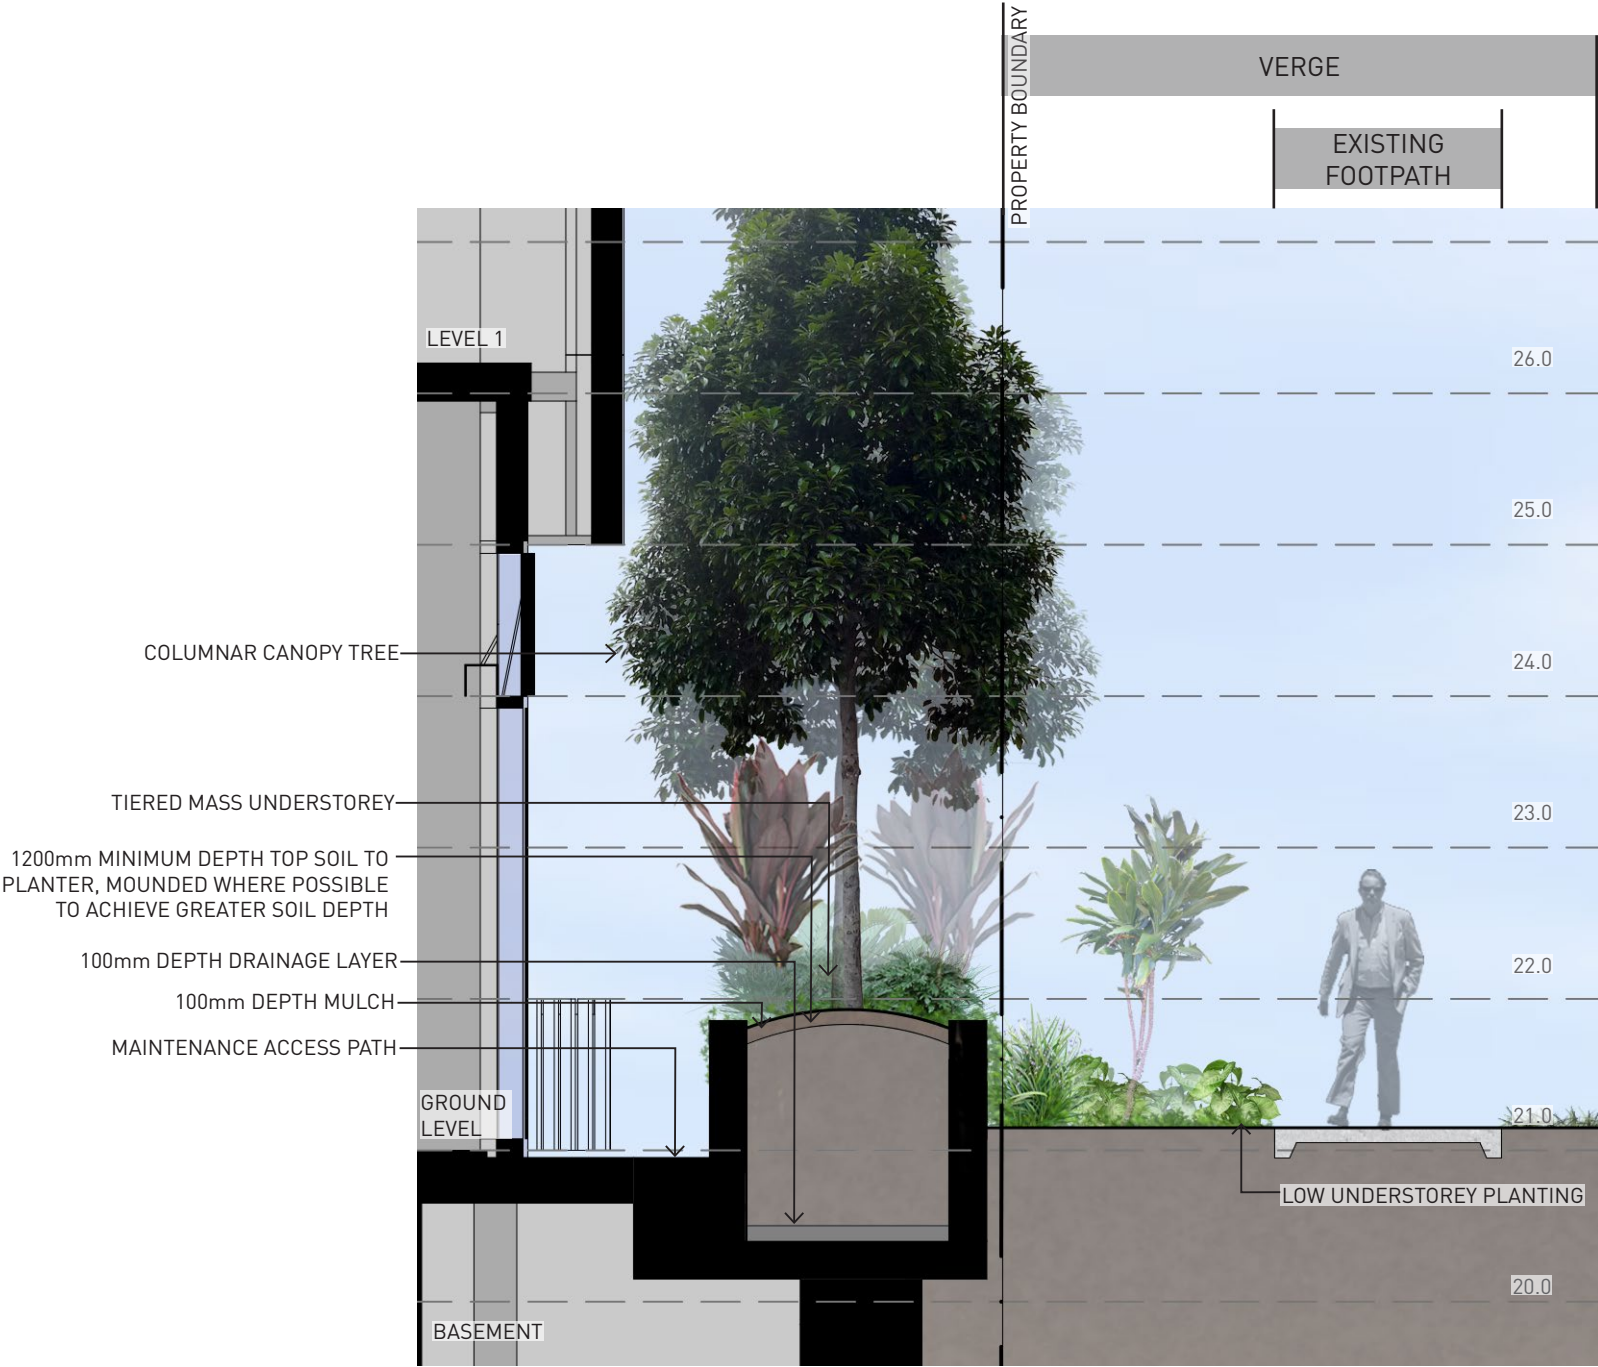 PROPERTY BOUNDARY
VERGE
EXISTING
FOOTPATH
LEVEL 1
26.0
25.0
24.0
COLUMNAR CANOPY TREE
TIERED MASS UNDERSTOREY
23.0
1200mm MINIMUM DEPTH TOP SOIL TO
PLANTER, MOUNDED WHERE POSSIBLE
TO ACHIEVE GREATER SOIL DEPTH
100mm DEPTH DRAINAGE LAYER
22.0
100mm DEPTH MULCH
MAINTENANCE ACCESS PATH
GROUND
LEVEL
21.0
LOW UNDERSTOREY PLANTING
20.0
BASEMENT